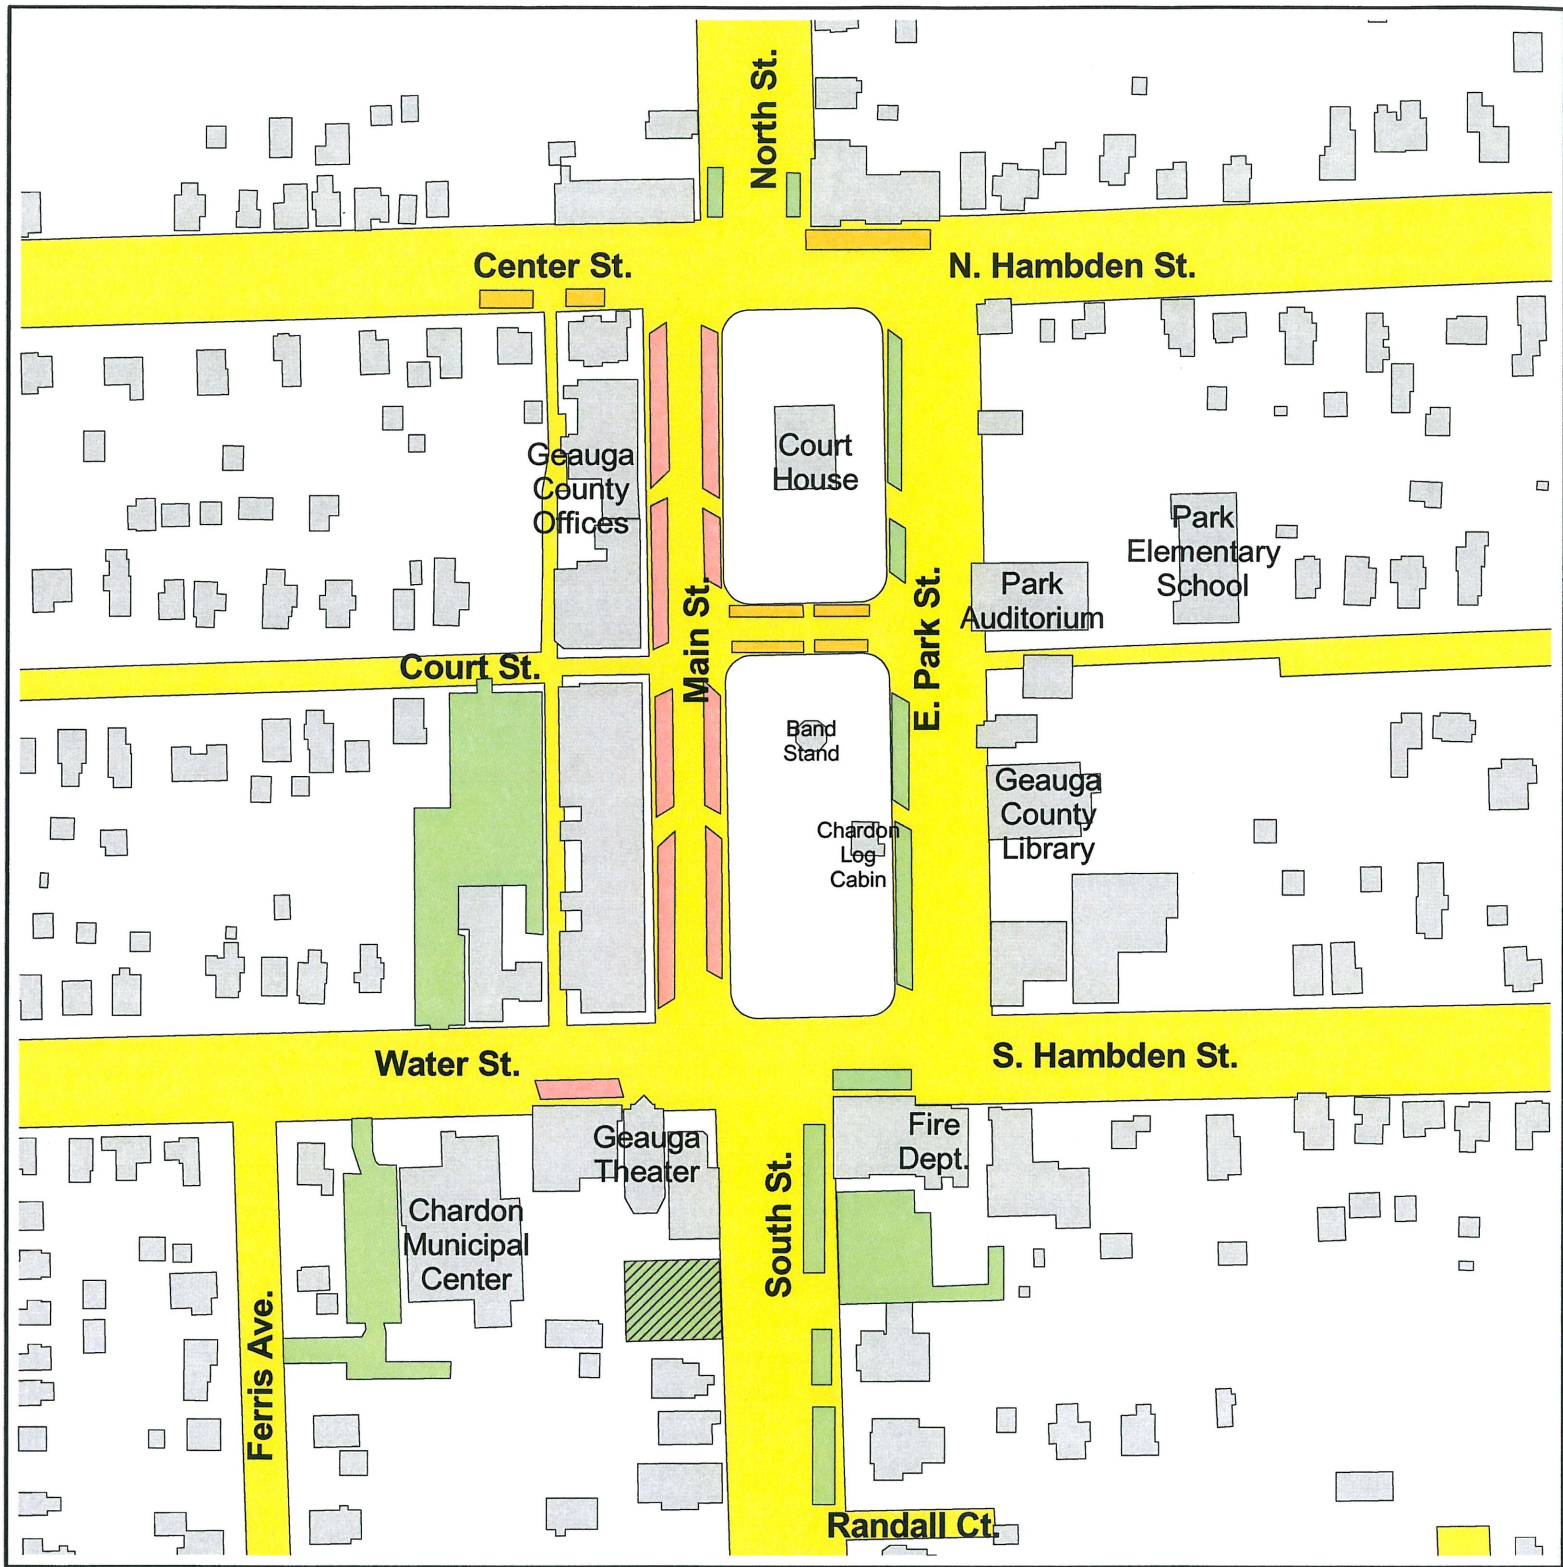 North St.
Center St.
N. Hambden St.
Geauga
County
Offices
Court
House
Park
Elementary
School
Park
Auditorium
Main St.
E. Park St.
Court St.
Band
Stand
Geauga
County
Library
Chardon
Log
Cabin
Water St.
S. Hambden St.
Geauga
Theater
Fire
Dept.
South St.
Chardon
Municipal
Center
Ferris Ave.
Randall Ct.